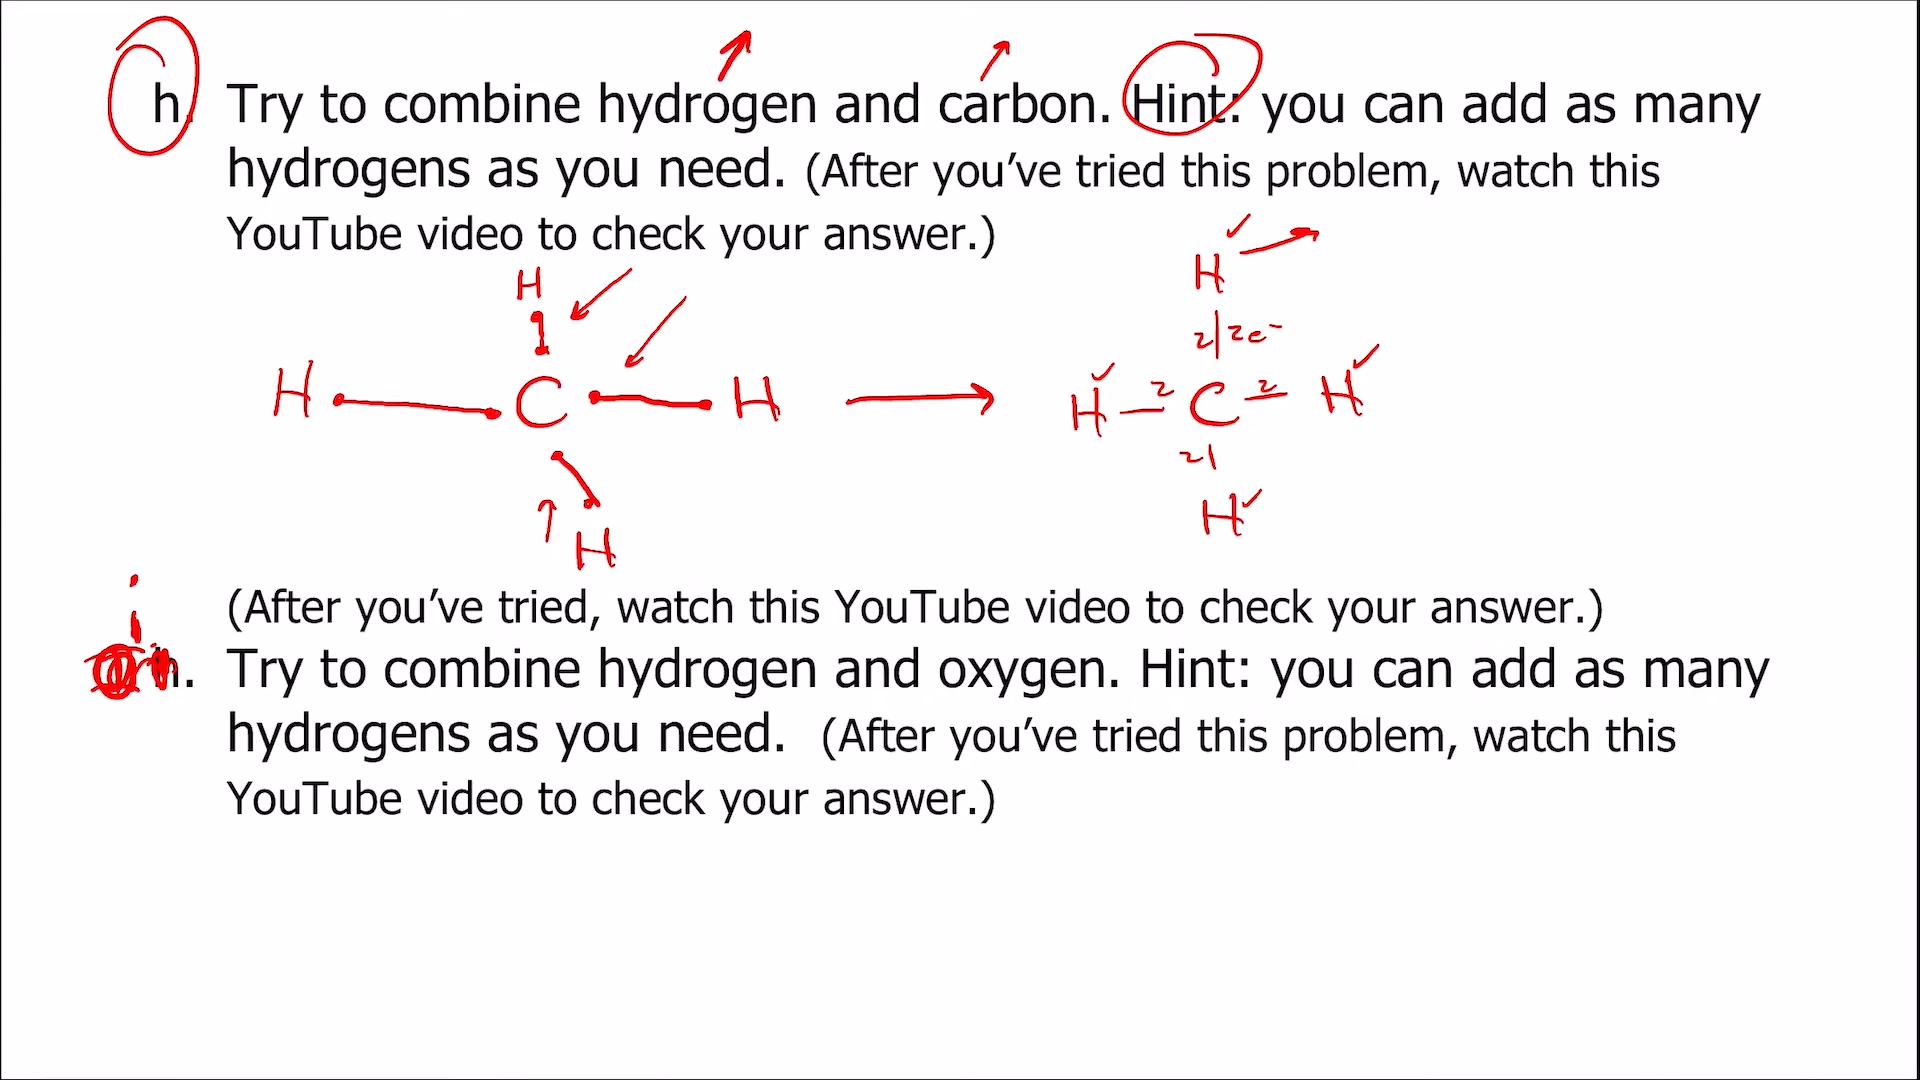 h. Try to combine hydrogen and carbon. Hint: you can add as many
hydrogens as you need. (After you’ve tried this problem, watch this
YouTube video to check your answer.)
H H
2|2e-
H C H H 2 C 2 H
2
H
H
i
(After you’ve tried, watch this YouTube video to check your answer.)
h. Try to combine hydrogen and oxygen. Hint: you can add as many
hydrogens as you need. (After you’ve tried this problem, watch this
YouTube video to check your answer.)